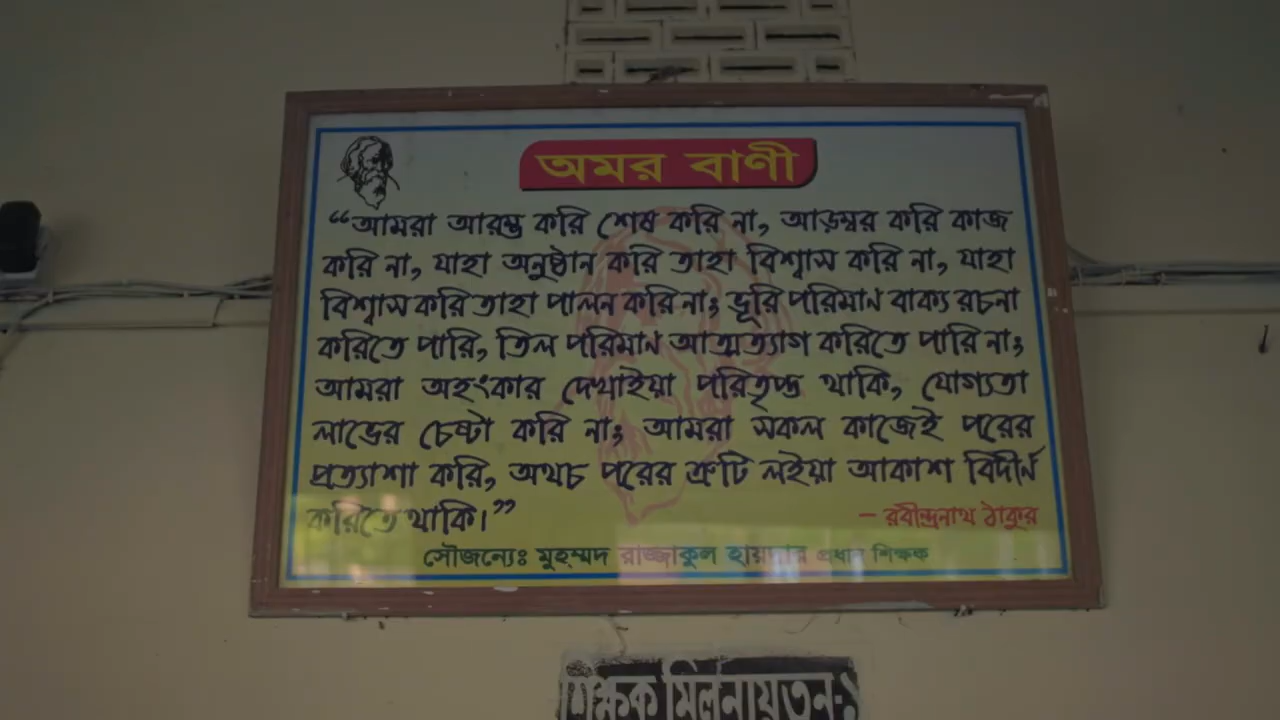 অমর বাণী
“আমরা আরম্ভ করি শেষ করি না, আড়ম্বর করি কাজ
করি না, যাহা অনুষ্ঠান করি তাহা বিশ্বাস করি না, যাহা
বিশ্বাস করি তাহা পালন করি না; ভূরি পরিমাণ বাক্য রচনা
করিতে পারি, তিল পরিমাণ আত্মত্যাগ করিতে পারি না;
আমরা অহংকার দেখাইয়া পরিতৃপ্ত থাকি, যোগ্যতা
লাভের চেষ্টা করি না; আমরা সকল কাজেই পরের
প্রত্যাশা করি, অথচ পরের ত্রুটি লইয়া আকাশ বিদীর্ণ
করিতে থাকি।”
– রবীন্দ্রনাথ ঠাকুর
সৌজন্যেঃ মুহম্মদ রাজ্জাকুল হায়দার প্রধান শিক্ষক
শিক্ষক মিলনায়তন-১